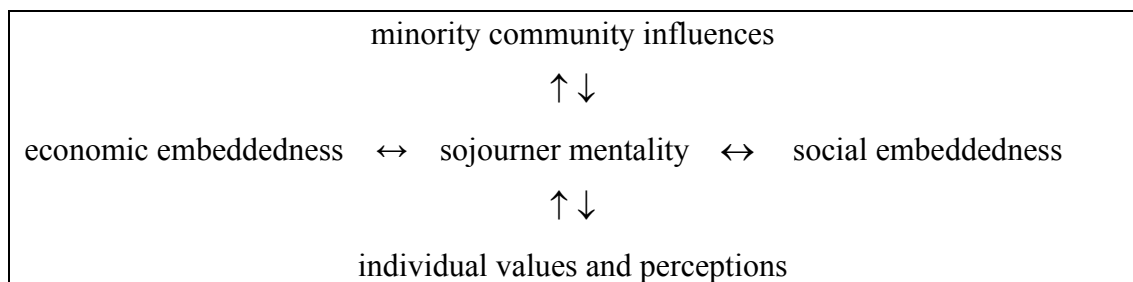 minority community influences
↑ ↓
economic embeddedness ↔ sojourner mentality ↔ social embeddedness
↑ ↓
individual values and perceptions